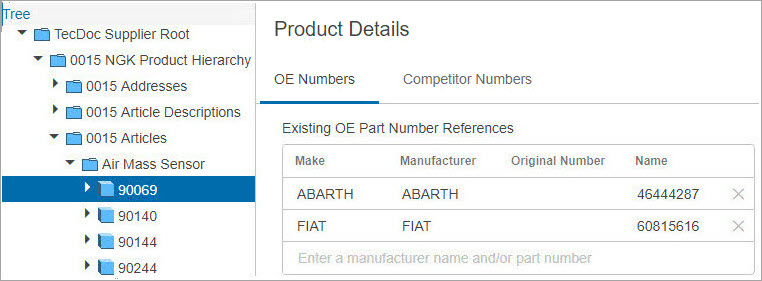 Tree
TecDoc Supplier Root
0015 NGK Product Hierarchy
0015 Addresses
0015 Article Descriptions
0015 Articles
Air Mass Sensor
90069
90140
90144
90244
Product Details
OE Numbers Competitor Numbers
Existing OE Part Number References
Make Manufacturer Original Number Name
ABARTH ABARTH 46444287
FIAT FIAT 60815616
Enter a manufacturer name and/or part number